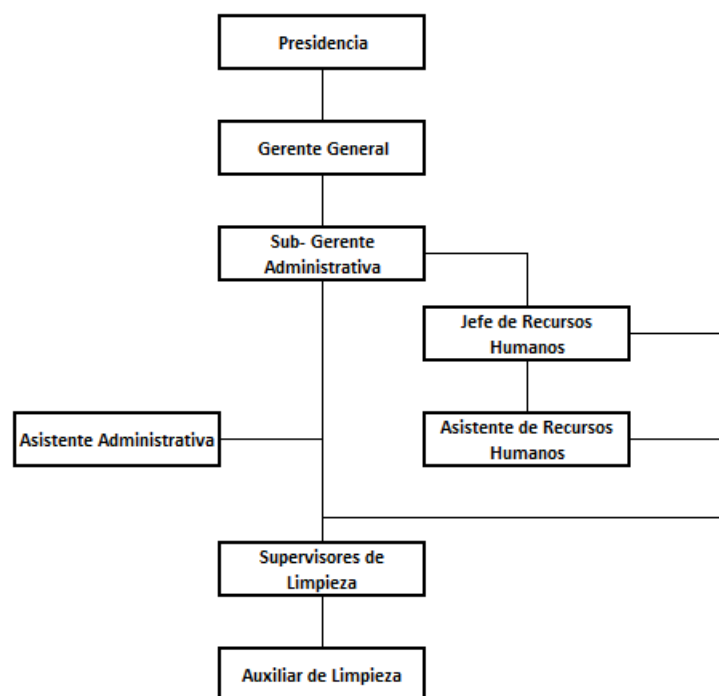 Presidencia
Gerente General
Sub- Gerente
Administrativa
Jefe de Recursos
Humanos
Asistente Administrativa
Asistente de Recursos
Humanos
Supervisores de
Limpieza
Auxiliar de Limpieza